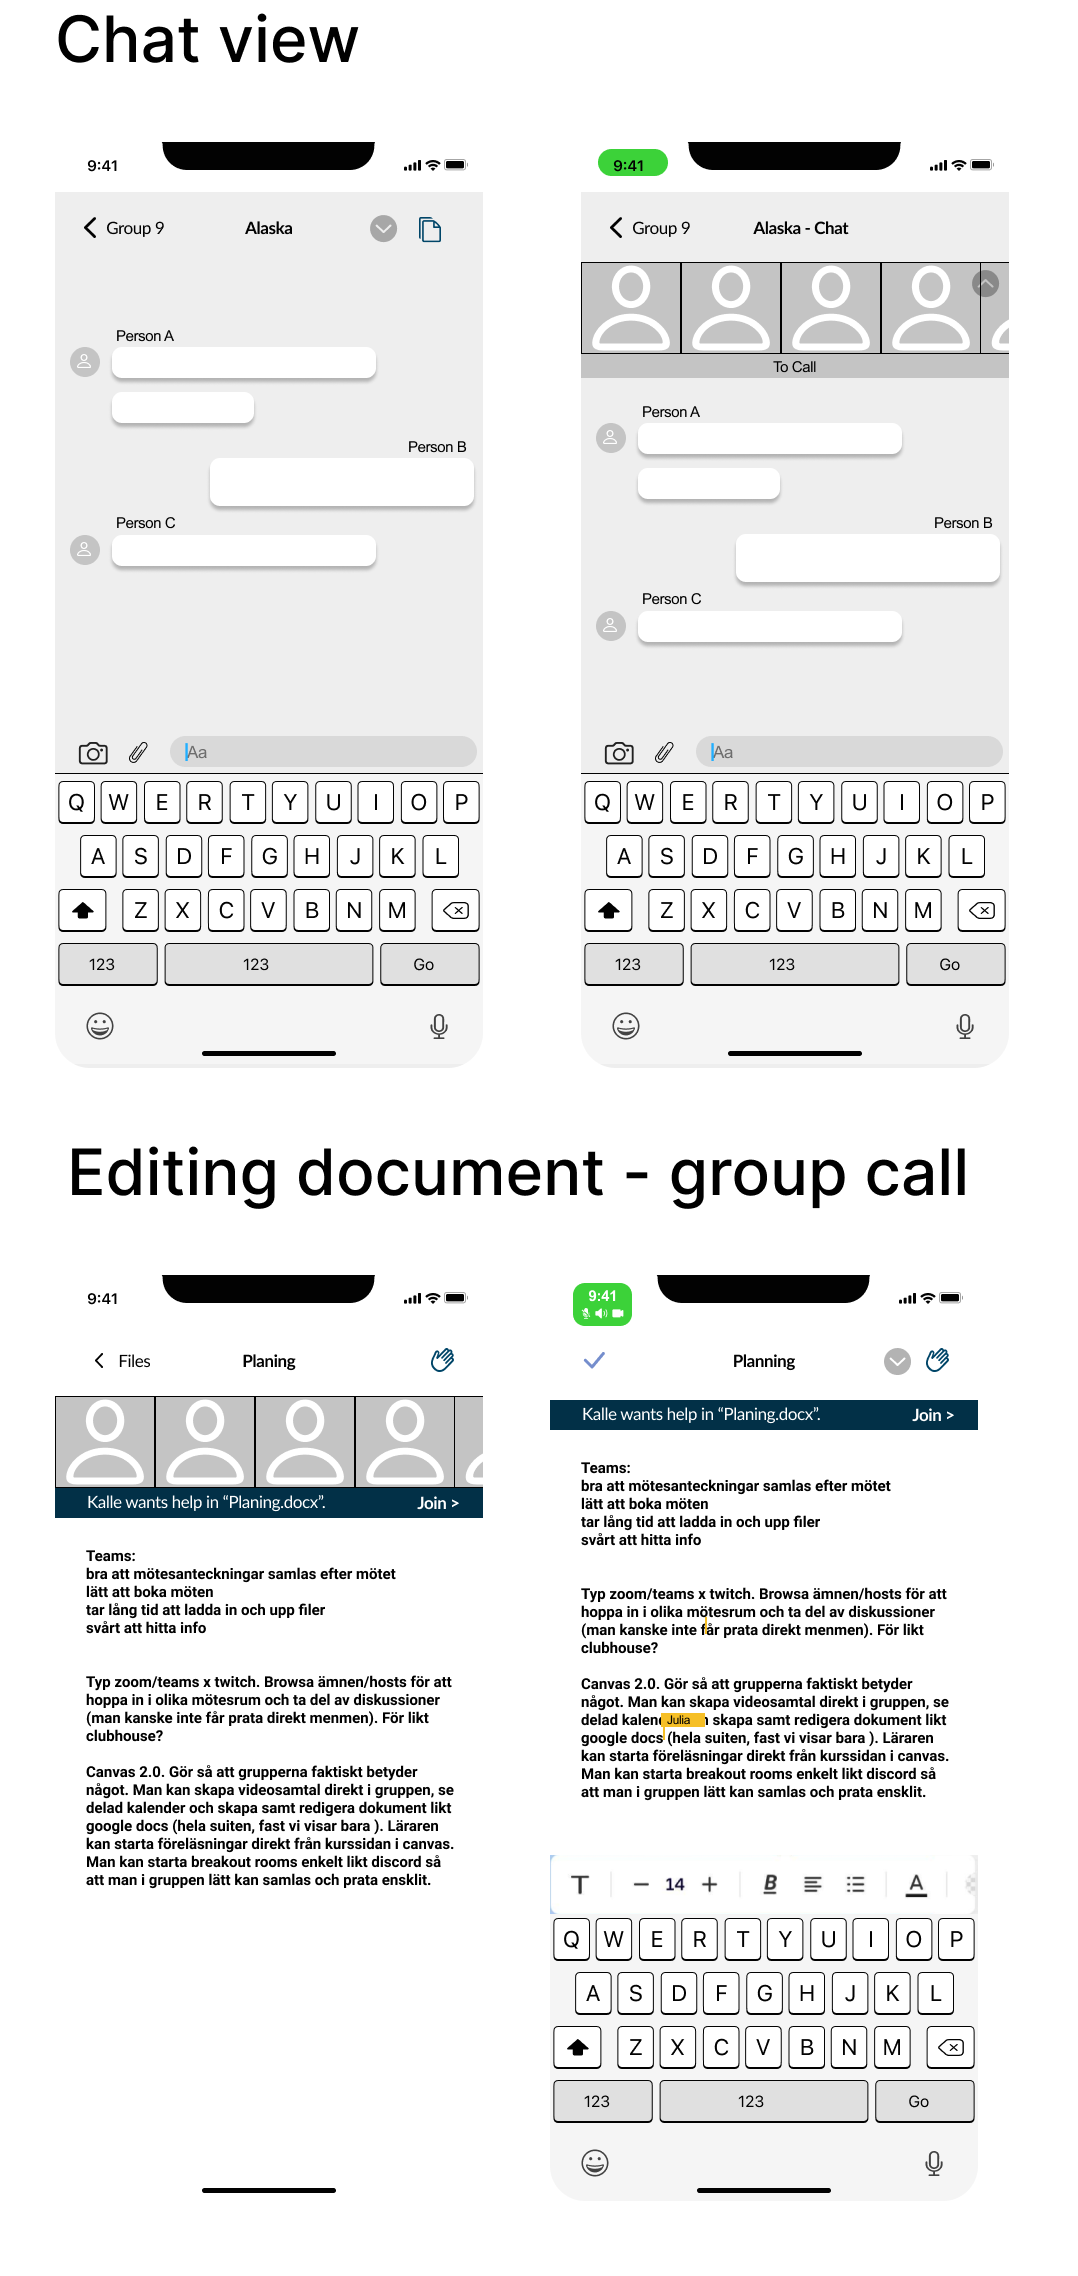 Chat view
9:41
Group 9
Alaska
Person A
Person B
Person C
Aa
Q W E R T Y U I O P
A S D F G H J K L
Z X C V B N M
123 123 Go
9:41
Group 9
Alaska - Chat
To Call
Person A
Person B
Person C
Aa
Q W E R T Y U I O P
A S D F G H J K L
Z X C V B N M
123 123 Go
Editing document - group call
9:41
Files
Planing
Kalle wants help in “Planing.docx”.
Join >
Teams:
bra att mötesanteckningar samlas efter mötet
lätt att boka möten
tar lång tid att ladda in och upp filer
svårt att hitta info
Typ zoom/teams x twitch. Browsa ämnen/hosts för att
hoppa in i olika mötesrum och ta del av diskussioner
(man kanske inte får prata direkt menmen). För likt
clubhouse?
Canvas 2.0. Gör så att grupperna faktiskt betyder
något. Man kan skapa videosamtal direkt i gruppen, se
delad kalender och skapa samt redigera dokument likt
google docs (hela suiten, fast vi visar bara ). Läraren
kan starta föreläsningar direkt från kurssidan i canvas.
Man kan starta breakout rooms enkelt likt discord så
att man i gruppen lätt kan samlas och prata ensklit.
9:41
Planning
Kalle wants help in “Planing.docx”.
Join >
Teams:
bra att mötesanteckningar samlas efter mötet
lätt att boka möten
tar lång tid att ladda in och upp filer
svårt att hitta info
Typ zoom/teams x twitch. Browsa ämnen/hosts för att
hoppa in i olika mötesrum och ta del av diskussioner
(man kanske inte får prata direkt menmen). För likt
clubhouse?
Canvas 2.0. Gör så att grupperna faktiskt betyder
något. Man kan skapa videosamtal direkt i gruppen, se
delad Julia skapa samt redigera dokument likt
google docs (hela suiten, fast vi visar bara ). Läraren
kan starta föreläsningar direkt från kurssidan i canvas.
Man kan starta breakout rooms enkelt likt discord så
att man i gruppen lätt kan samlas och prata ensklit.
T − 14 + B A
Q W E R T Y U I O P
A S D F G H J K L
Z X C V B N M
123 123 Go